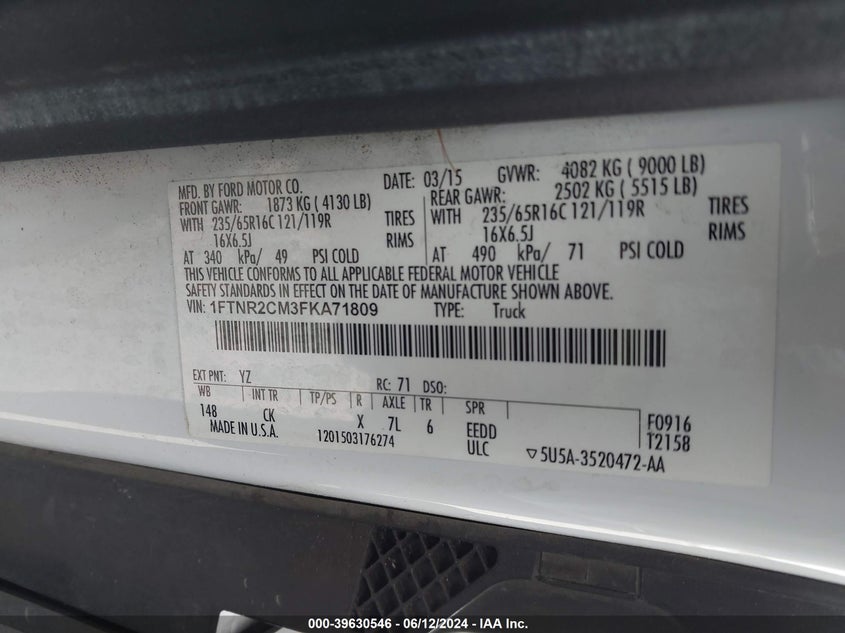 MFD. BY FORD MOTOR CO. DATE: 03/15 GVWR: 4082 KG ( 9000 LB)
FRONT GAWR: 1873 KG ( 4130 LB) REAR GAWR: 2502 KG ( 5515 LB)
WITH 235/65R16C 121/119R TIRES WITH 235/65R16C 121/119R TIRES
16X6.5J RIMS 16X6.5J RIMS
AT 340 kPa/ 49 PSI COLD AT 490 kPa/ 71 PSI COLD
THIS VEHICLE CONFORMS TO ALL APPLICABLE FEDERAL MOTOR VEHICLE
SAFETY STANDARDS IN EFFECT ON THE DATE OF MANUFACTURE SHOWN ABOVE.
VIN: 1FTNR2CM3FKA71809 TYPE: Truck
EXT PNT: YZ RC: 71 DSO:
WB INT TR TP/PS R AXLE TR SPR
148 CK X 7L 6 EEDD F0916
MADE IN U.S.A. 1201503176274 ULC ▽5U5A-3520472-AA T2158
000-39630546 - 06/12/2024 - IAA Inc.